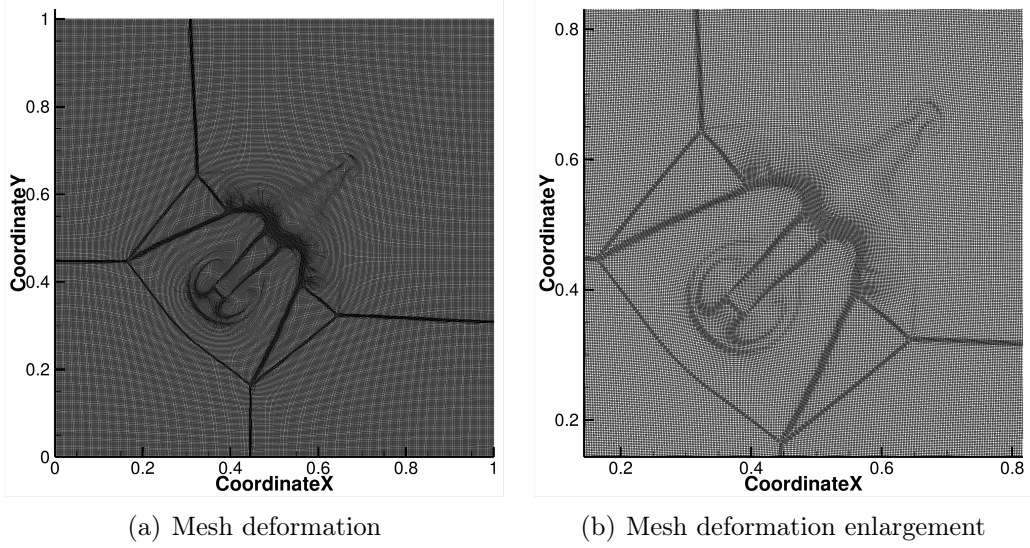 1
0.8
0.6
0.4
0.2
0
CoordinateY
0 0.2 0.4 0.6 0.8 1
CoordinateX
(a) Mesh deformation
0.8
0.6
0.4
0.2
CoordinateY
0.2 0.4 0.6 0.8
CoordinateX
(b) Mesh deformation enlargement